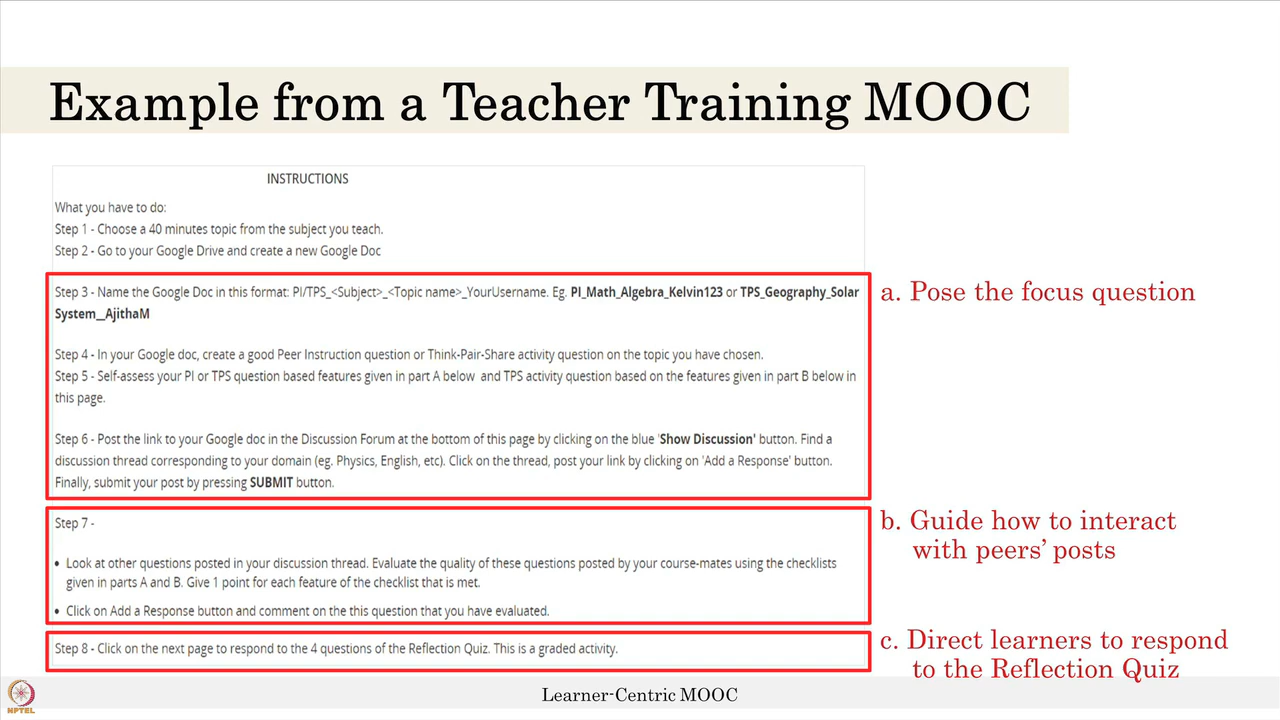 Example from a Teacher Training MOOC
INSTRUCTIONS
What you have to do:
Step 1 - Choose a 40 minutes topic from the subject you teach.
Step 2 - Go to your Google Drive and create a new Google Doc
Step 3 - Name the Google Doc in this format: PI/TPS_<Subject>_<Topic name>_YourUsername. Eg. PI_Math_Algebra_Kelvin123 or TPS_Geography_Solar
System__AjithaM
a. Pose the focus question
Step 4 - In your Google doc, create a good Peer Instruction question or Think-Pair-Share activity question on the topic you have chosen.
Step 5 - Self-assess your PI or TPS question based features given in part A below and TPS activity question based on the features given in part B below in
this page.
Step 6 - Post the link to your Google doc in the Discussion Forum at the bottom of this page by clicking on the blue 'Show Discussion' button. Find a
discussion thread corresponding to your domain (eg. Physics, English, etc). Click on the thread, post your link by clicking on 'Add a Response' button.
Finally, submit your post by pressing SUBMIT button.
Step 7 -
• Look at other questions posted in your discussion thread. Evaluate the quality of these questions posted by your course-mates using the checklists
given in parts A and B. Give 1 point for each feature of the checklist that is met.
• Click on Add a Response button and comment on the this question that you have evaluated.
b. Guide how to interact
with peers’ posts
Step 8 - Click on the next page to respond to the 4 questions of the Reflection Quiz. This is a graded activity.
c. Direct learners to respond
to the Reflection Quiz
Learner-Centric MOOC
NPTEL